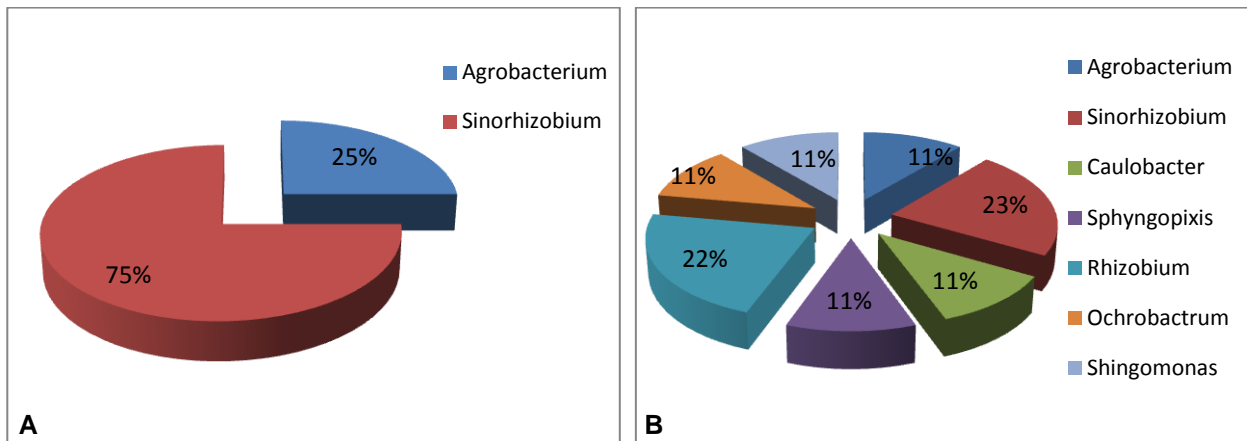 Agrobacterium
Sinorhizobium
25%
75%
A
Agrobacterium
Sinorhizobium
Caulobacter
Sphyngopixis
Rhizobium
Ochrobactrum
Shingomonas
11%
11%
11%
23%
22%
11%
11%
B